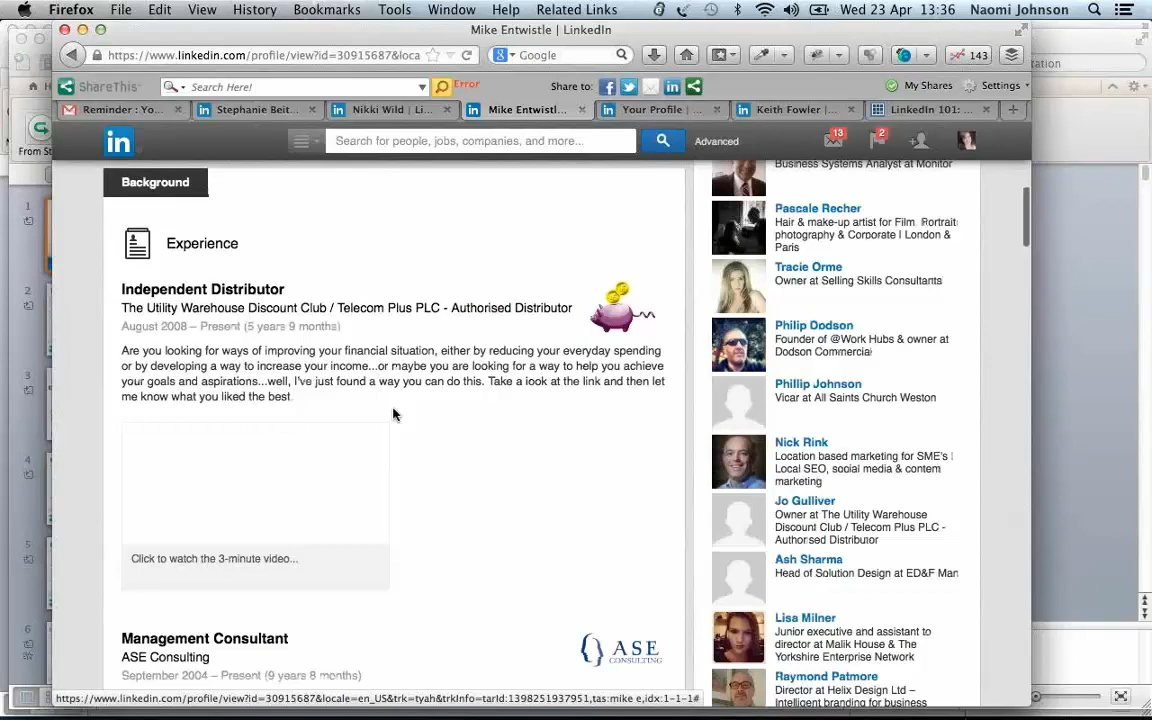 Firefox File Edit View History Bookmarks Tools Window Help Related Links Wed 23 Apr 13:36 Naomi Johnson
Mike Entwistle | LinkedIn
https://www.linkedin.com/profile/view?id=30915687&loca
Google
143
ShareThis
Search Here!
Error
Share to:
My Shares
Settings
Reminder : Yo...
Stephanie Beit...
Nikki Wild | Li...
Mike Entwistl...
Your Profile |...
Keith Fowler |...
LinkedIn 101:...
in
Search for people, jobs, companies, and more...
Advanced
13
2
From St
Background
Experience
Independent Distributor
The Utility Warehouse Discount Club / Telecom Plus PLC - Authorised Distributor
August 2008 – Present (5 years 9 months)
Are you looking for ways of improving your financial situation, either by reducing your everyday spending
or by developing a way to increase your income...or maybe you are looking for a way to help you achieve
your goals and aspirations...well, I've just found a way you can do this. Take a look at the link and then let
me know what you liked the best.
Click to watch the 3-minute video...
Management Consultant
ASE Consulting
September 2004 – Present (9 years 8 months)
ASE
CONSULTING
Business Systems Analyst at Monitor
Pascale Recher
Hair & make-up artist for Film, Portrait
photography & Corporate | London &
Paris
Tracie Orme
Owner at Selling Skills Consultants
Philip Dodson
Founder of @Work Hubs & owner at
Dodson Commercial
Phillip Johnson
Vicar at All Saints Church Weston
Nick Rink
Location based marketing for SME's |
Local SEO, social media & content
marketing
Jo Gulliver
Owner at The Utility Warehouse
Discount Club / Telecom Plus PLC -
Authorised Distributor
Ash Sharma
Head of Solution Design at ED&F Man
Lisa Milner
Junior executive and assistant to
director at Malik House & The
Yorkshire Enterprise Network
Raymond Patmore
Director at Helix Design Ltd –
Intelligent branding for business
https://www.linkedin.com/profile/view?id=30915687&locale=en_US&trk=tyah&trkInfo=tarId:1398251937951,tas:mike e,idx:1-1-1#
1
2
3
4
5
6
tation